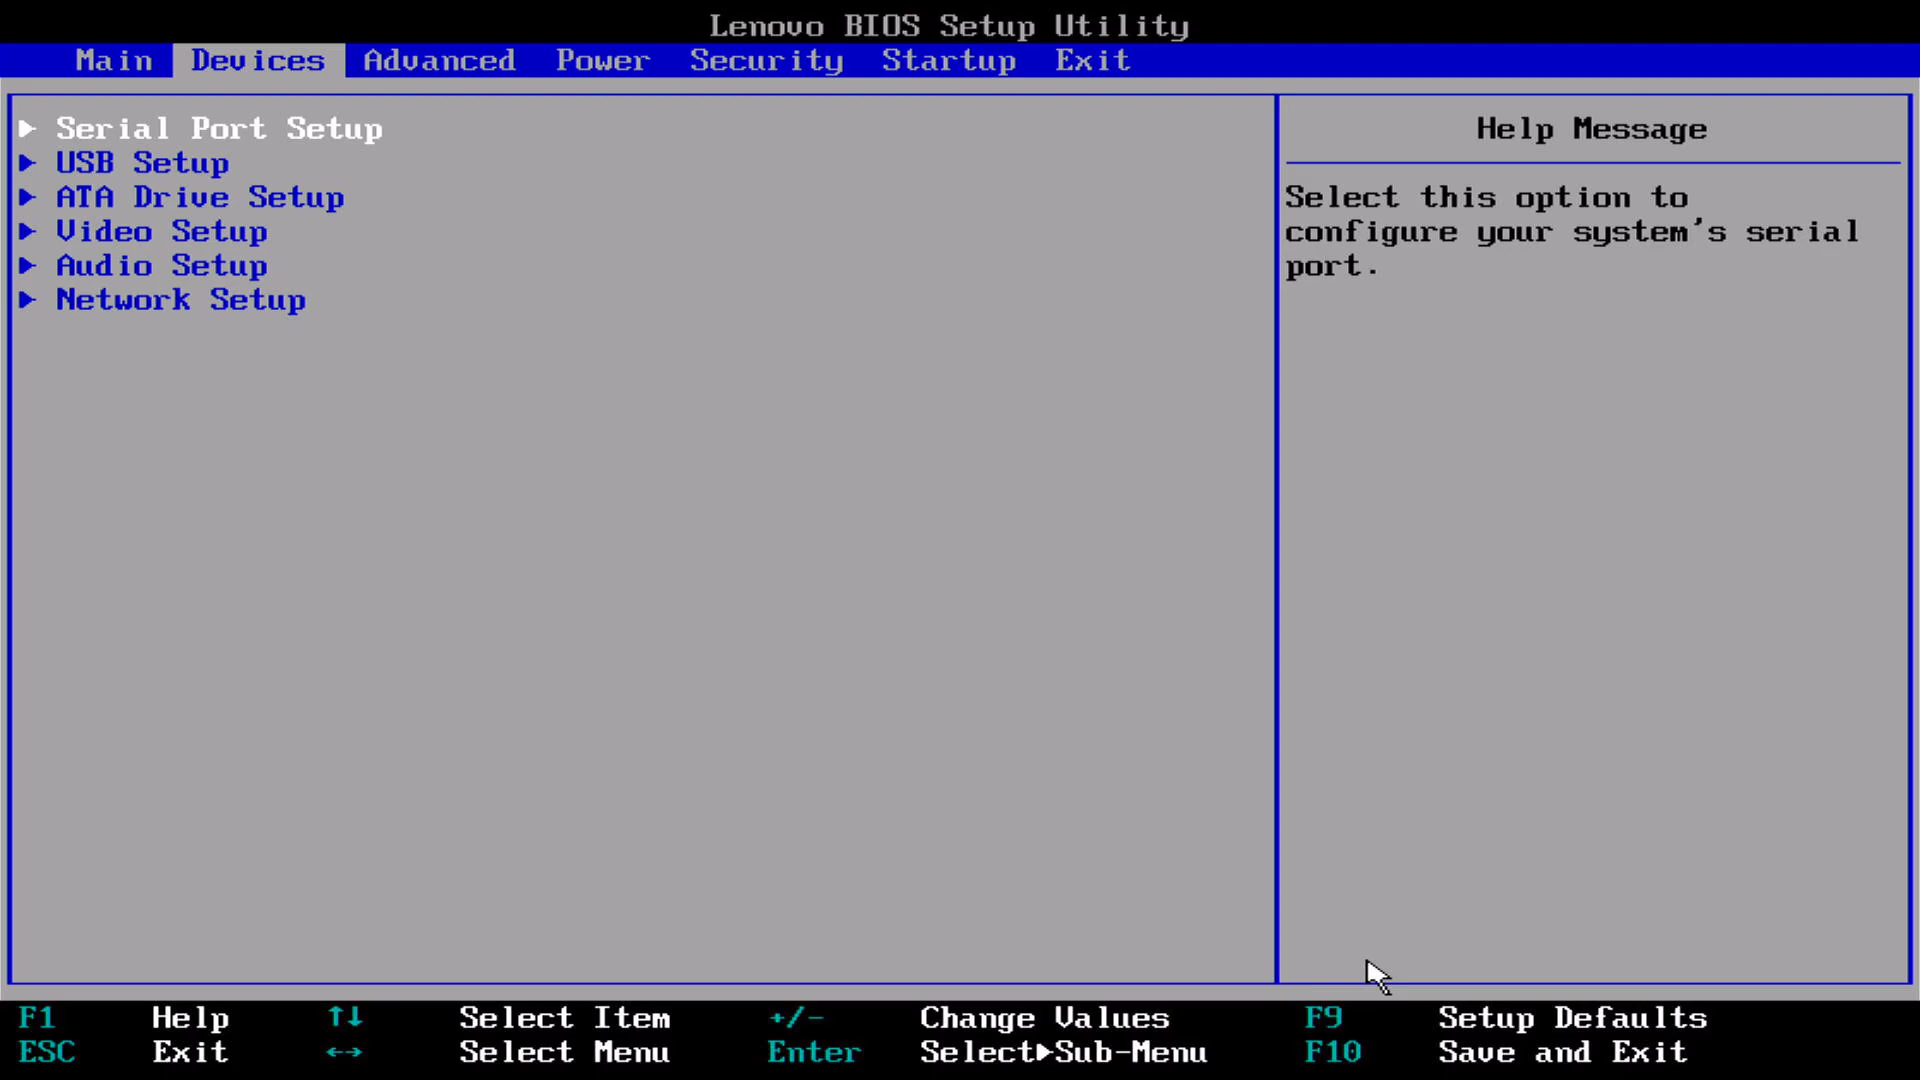 Lenovo BIOS Setup Utility
Main Devices Advanced Power Security Startup Exit
Serial Port Setup
USB Setup
ATA Drive Setup
Video Setup
Audio Setup
Network Setup
Help Message
Select this option to
configure your system's serial
port.
F1 Help ↑↓ Select Item +/- Change Values F9 Setup Defaults
ESC Exit ←→ Select Menu Enter Select▶Sub-Menu F10 Save and Exit